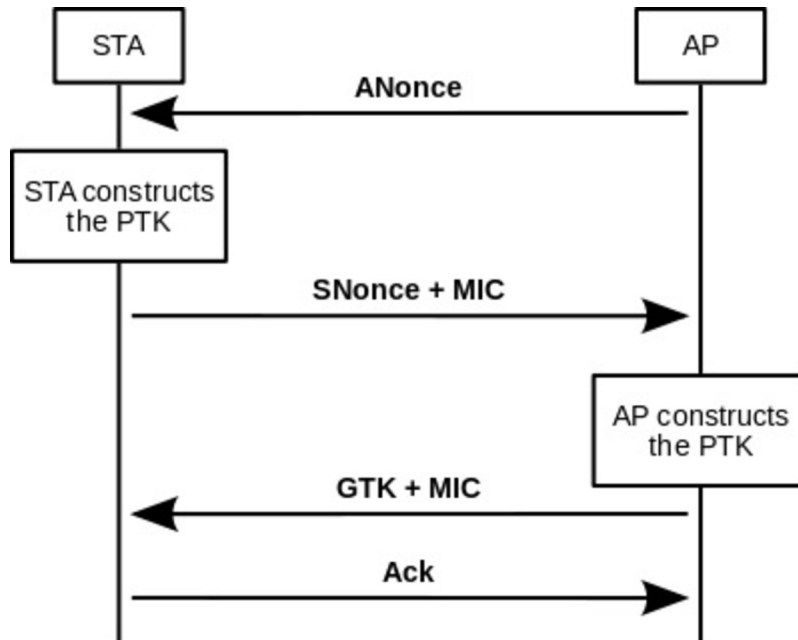 STA
AP
ANonce
STA constructs
the PTK
SNonce + MIC
AP constructs
the PTK
GTK + MIC
Ack